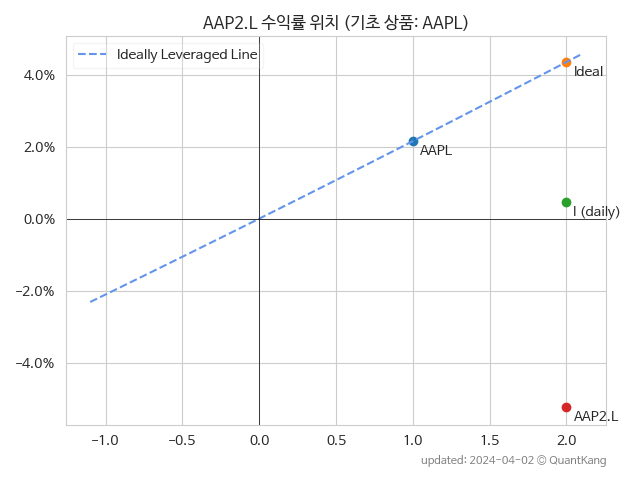 AAP2.L 수익률 위치 (기초 상품: AAPL)
Ideally Leveraged Line
4.0%
Ideal
2.0%
AAPL
I (daily)
0.0%
−2.0%
−4.0%
AAP2.L
−1.0 −0.5 0.0 0.5 1.0 1.5 2.0
updated: 2024-04-02 © QuantKang